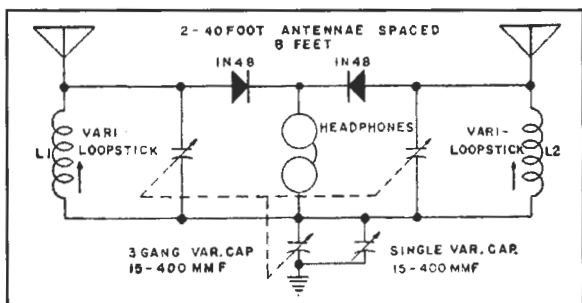 2-40 FOOT ANTENNAE SPACED
8 FEET
1N48
1N48
HEADPHONES
VARI-
LOOPSTICK
L1
VARI-
LOOPSTICK
L2
3 GANG VAR. CAP
15-400 MMF
SINGLE VAR. CAP.
15-400 MMF